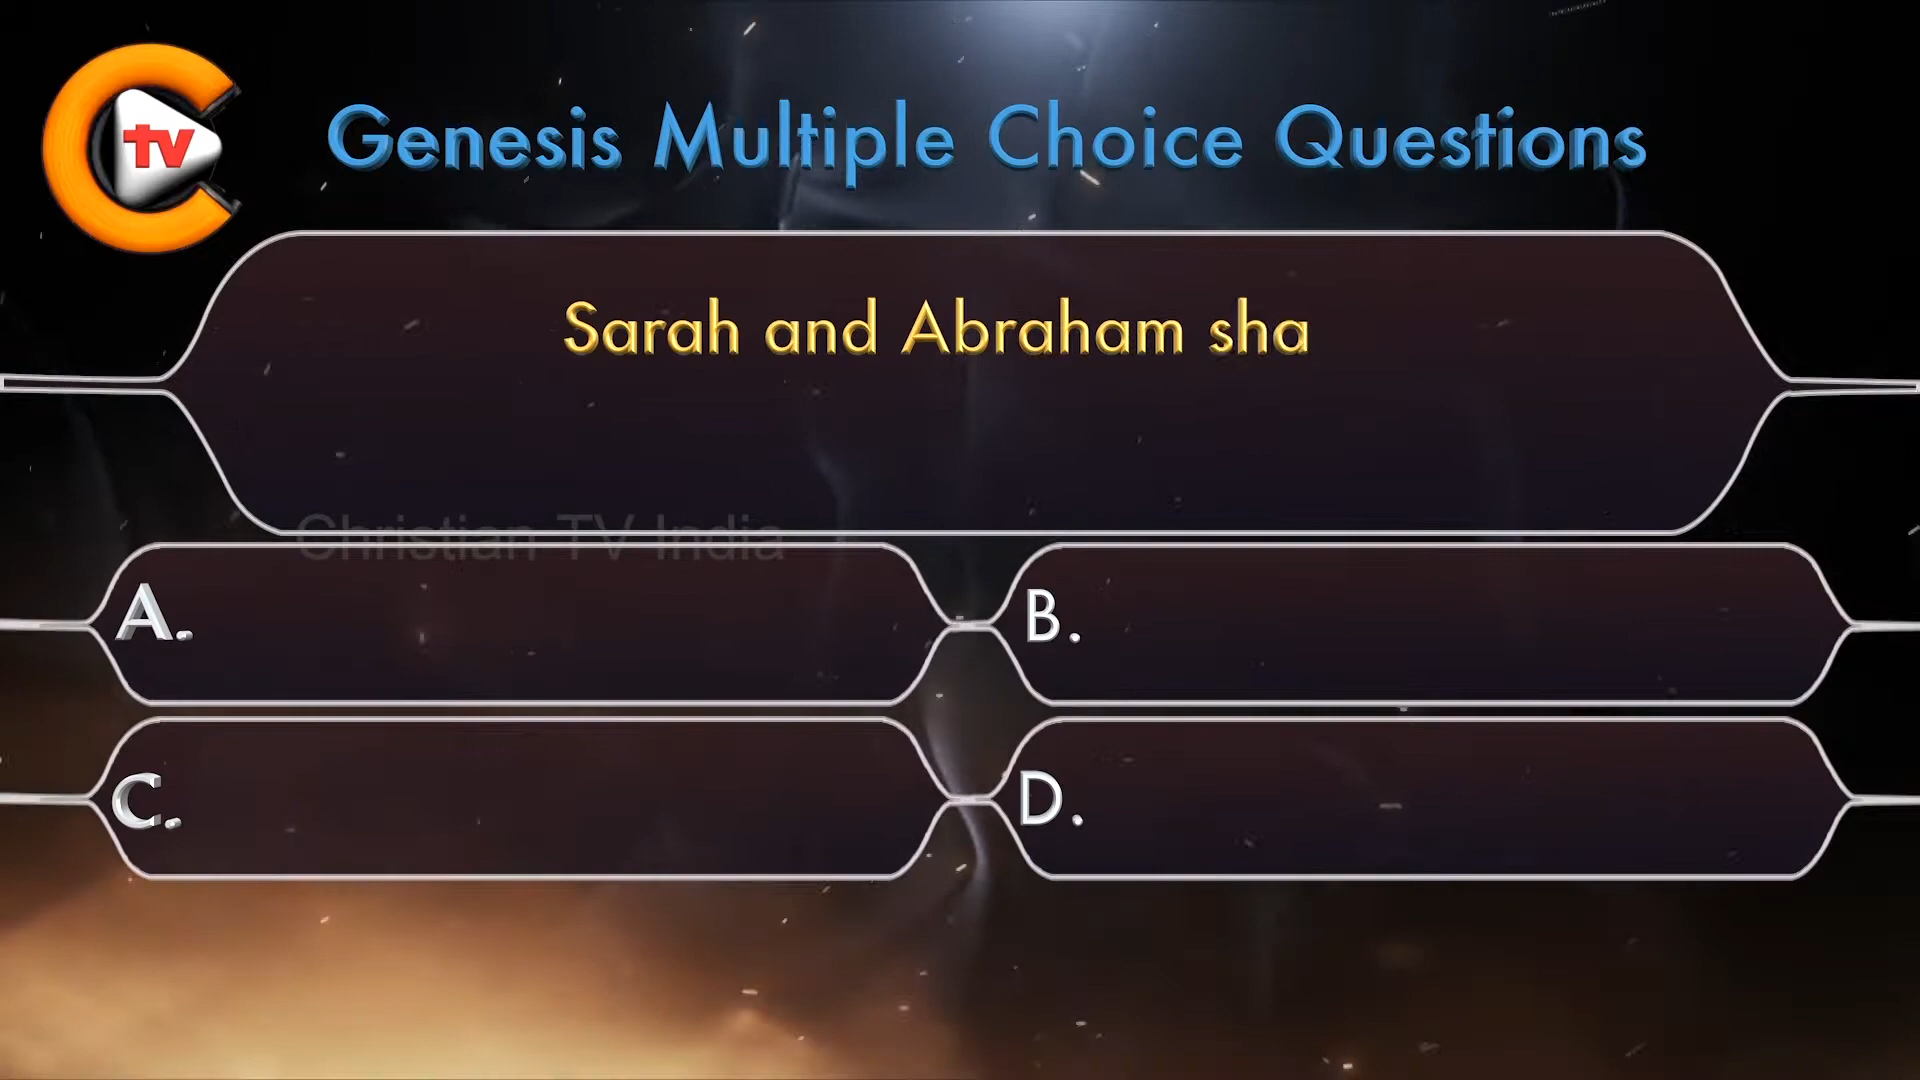 tv
Genesis Multiple Choice Questions
Sarah and Abraham sha
Christian TV India
A.
B.
C.
D.